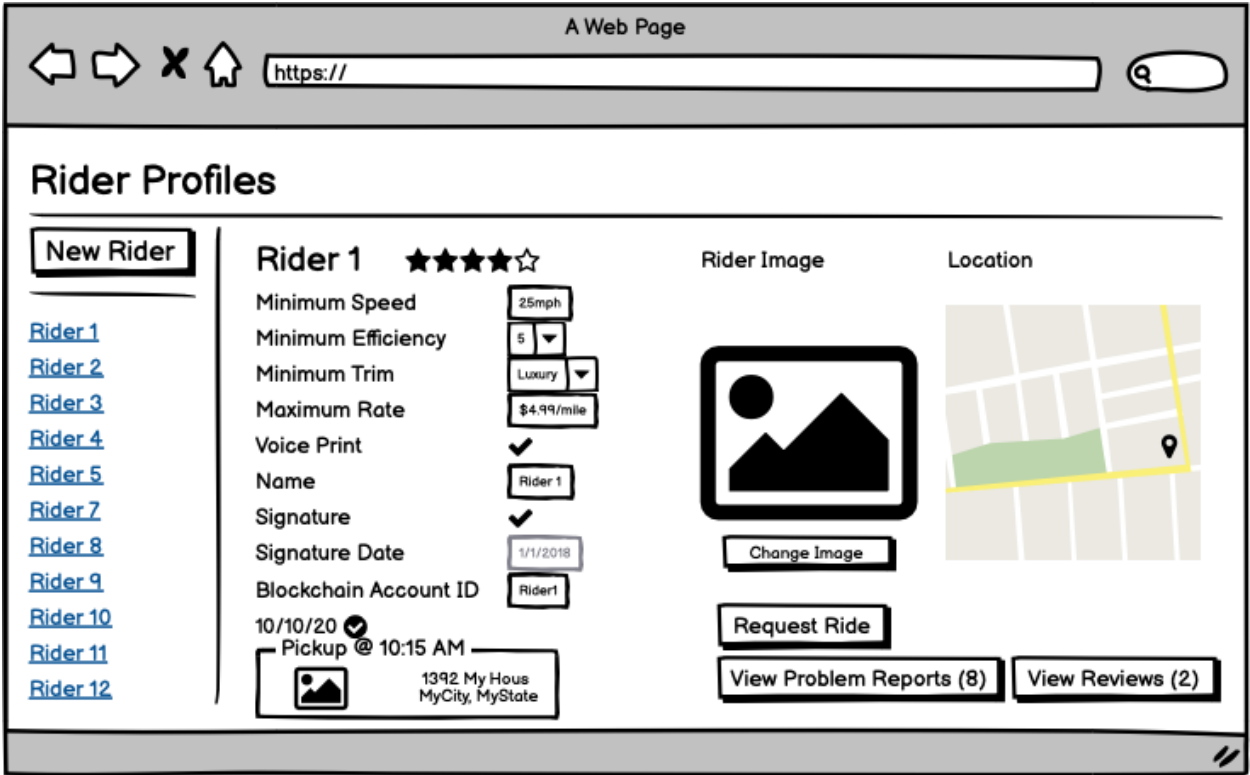 A Web Page
https://
Rider Profiles
New Rider
Rider 1
Rider 2
Rider 3
Rider 4
Rider 5
Rider 7
Rider 8
Rider 9
Rider 10
Rider 11
Rider 12
Rider 1
Minimum Speed 25mph
Minimum Efficiency 5
Minimum Trim Luxury
Maximum Rate $4.99/mile
Voice Print
Name Rider 1
Signature
Signature Date 1/1/2018
Blockchain Account ID Rider1
10/10/20
Pickup @ 10:15 AM
1392 My Hous
MyCity, MyState
Rider Image
Change Image
Location
Request Ride
View Problem Reports (8)
View Reviews (2)